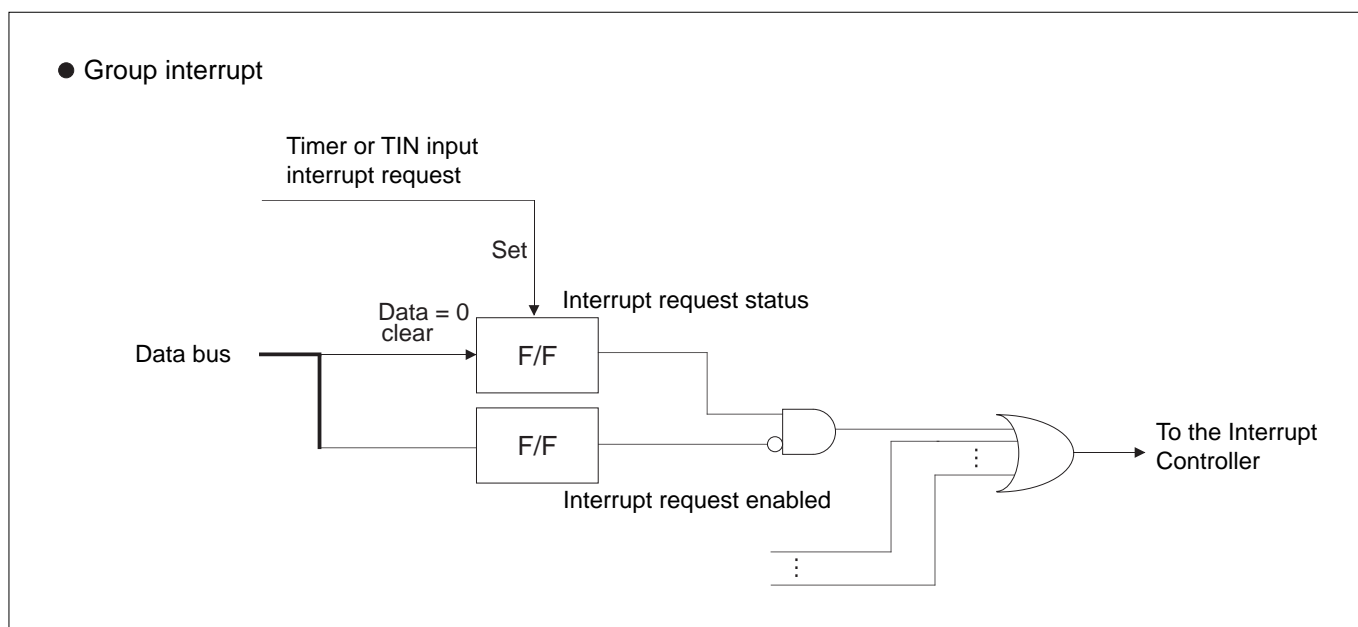 ● Group interrupt
Timer or TIN input
interrupt request
Set
Interrupt request status
Data = 0
clear
Data bus
F/F
F/F
Interrupt request enabled
To the Interrupt
Controller